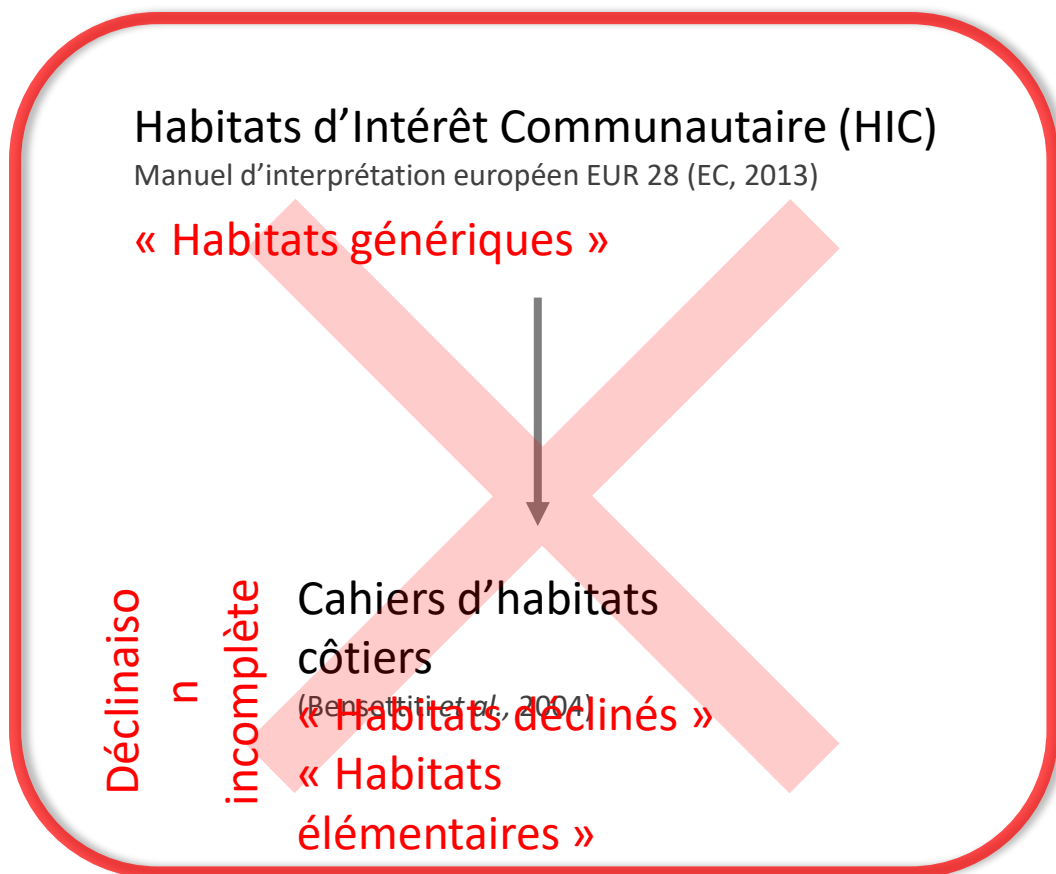 Habitats d’Intérêt Communautaire (HIC)
Manuel d’interprétation européen EUR 28 (EC, 2013)
« Habitats génériques »
Déclinaiso
n
incomplète
Cahiers d’habitats
côtiers
(Bensettiti et al., 2004)
« Habitats déclinés »
« Habitats
élémentaires »